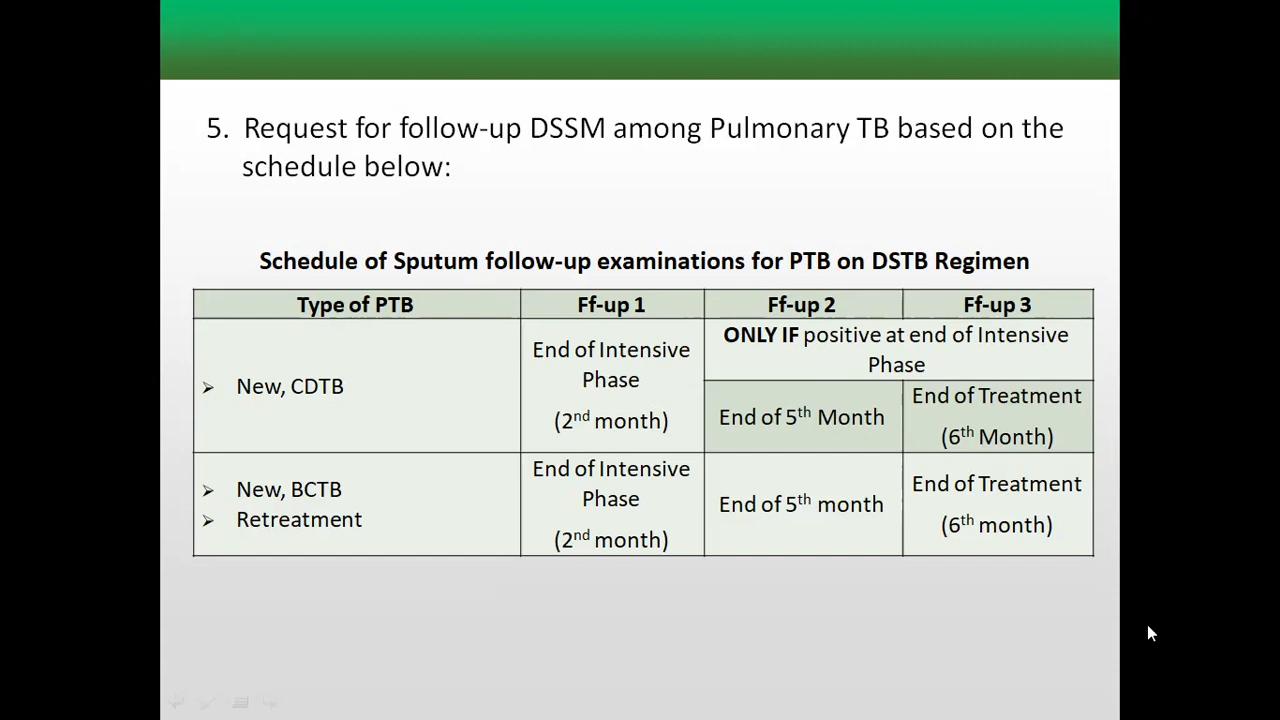 5. Request for follow-up DSSM among Pulmonary TB based on the
schedule below:
Schedule of Sputum follow-up examinations for PTB on DSTB Regimen
Type of PTB
Ff-up 1
Ff-up 2
Ff-up 3
➢ New, CDTB
End of Intensive
Phase
(2nd month)
ONLY IF positive at end of Intensive
Phase
End of 5th Month
End of Treatment
(6th Month)
➢ New, BCTB
➢ Retreatment
End of Intensive
Phase
(2nd month)
End of 5th month
End of Treatment
(6th month)